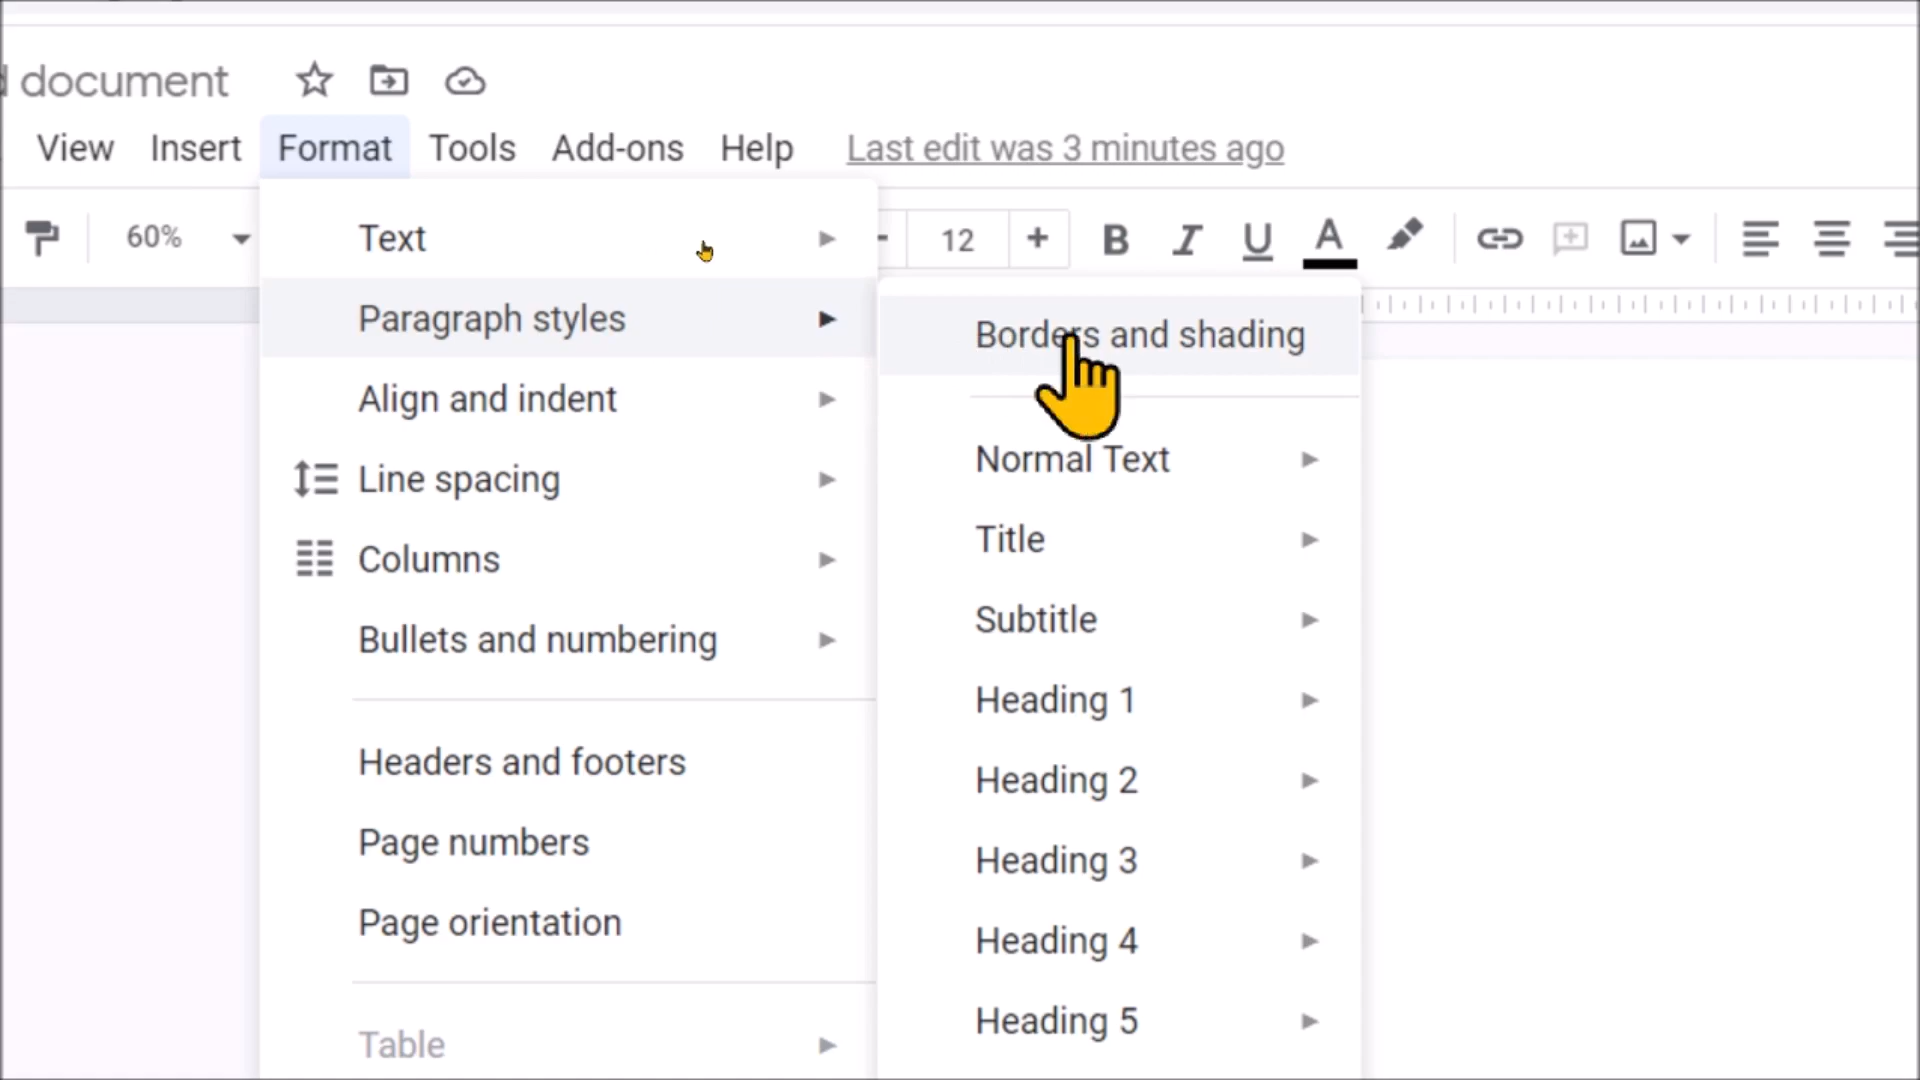 document
View Insert Format Tools Add-ons Help Last edit was 3 minutes ago
60% 12 B I U A
Text
Paragraph styles
Align and indent
Line spacing
Columns
Bullets and numbering
Headers and footers
Page numbers
Page orientation
Table
Borders and shading
Normal Text
Title
Subtitle
Heading 1
Heading 2
Heading 3
Heading 4
Heading 5